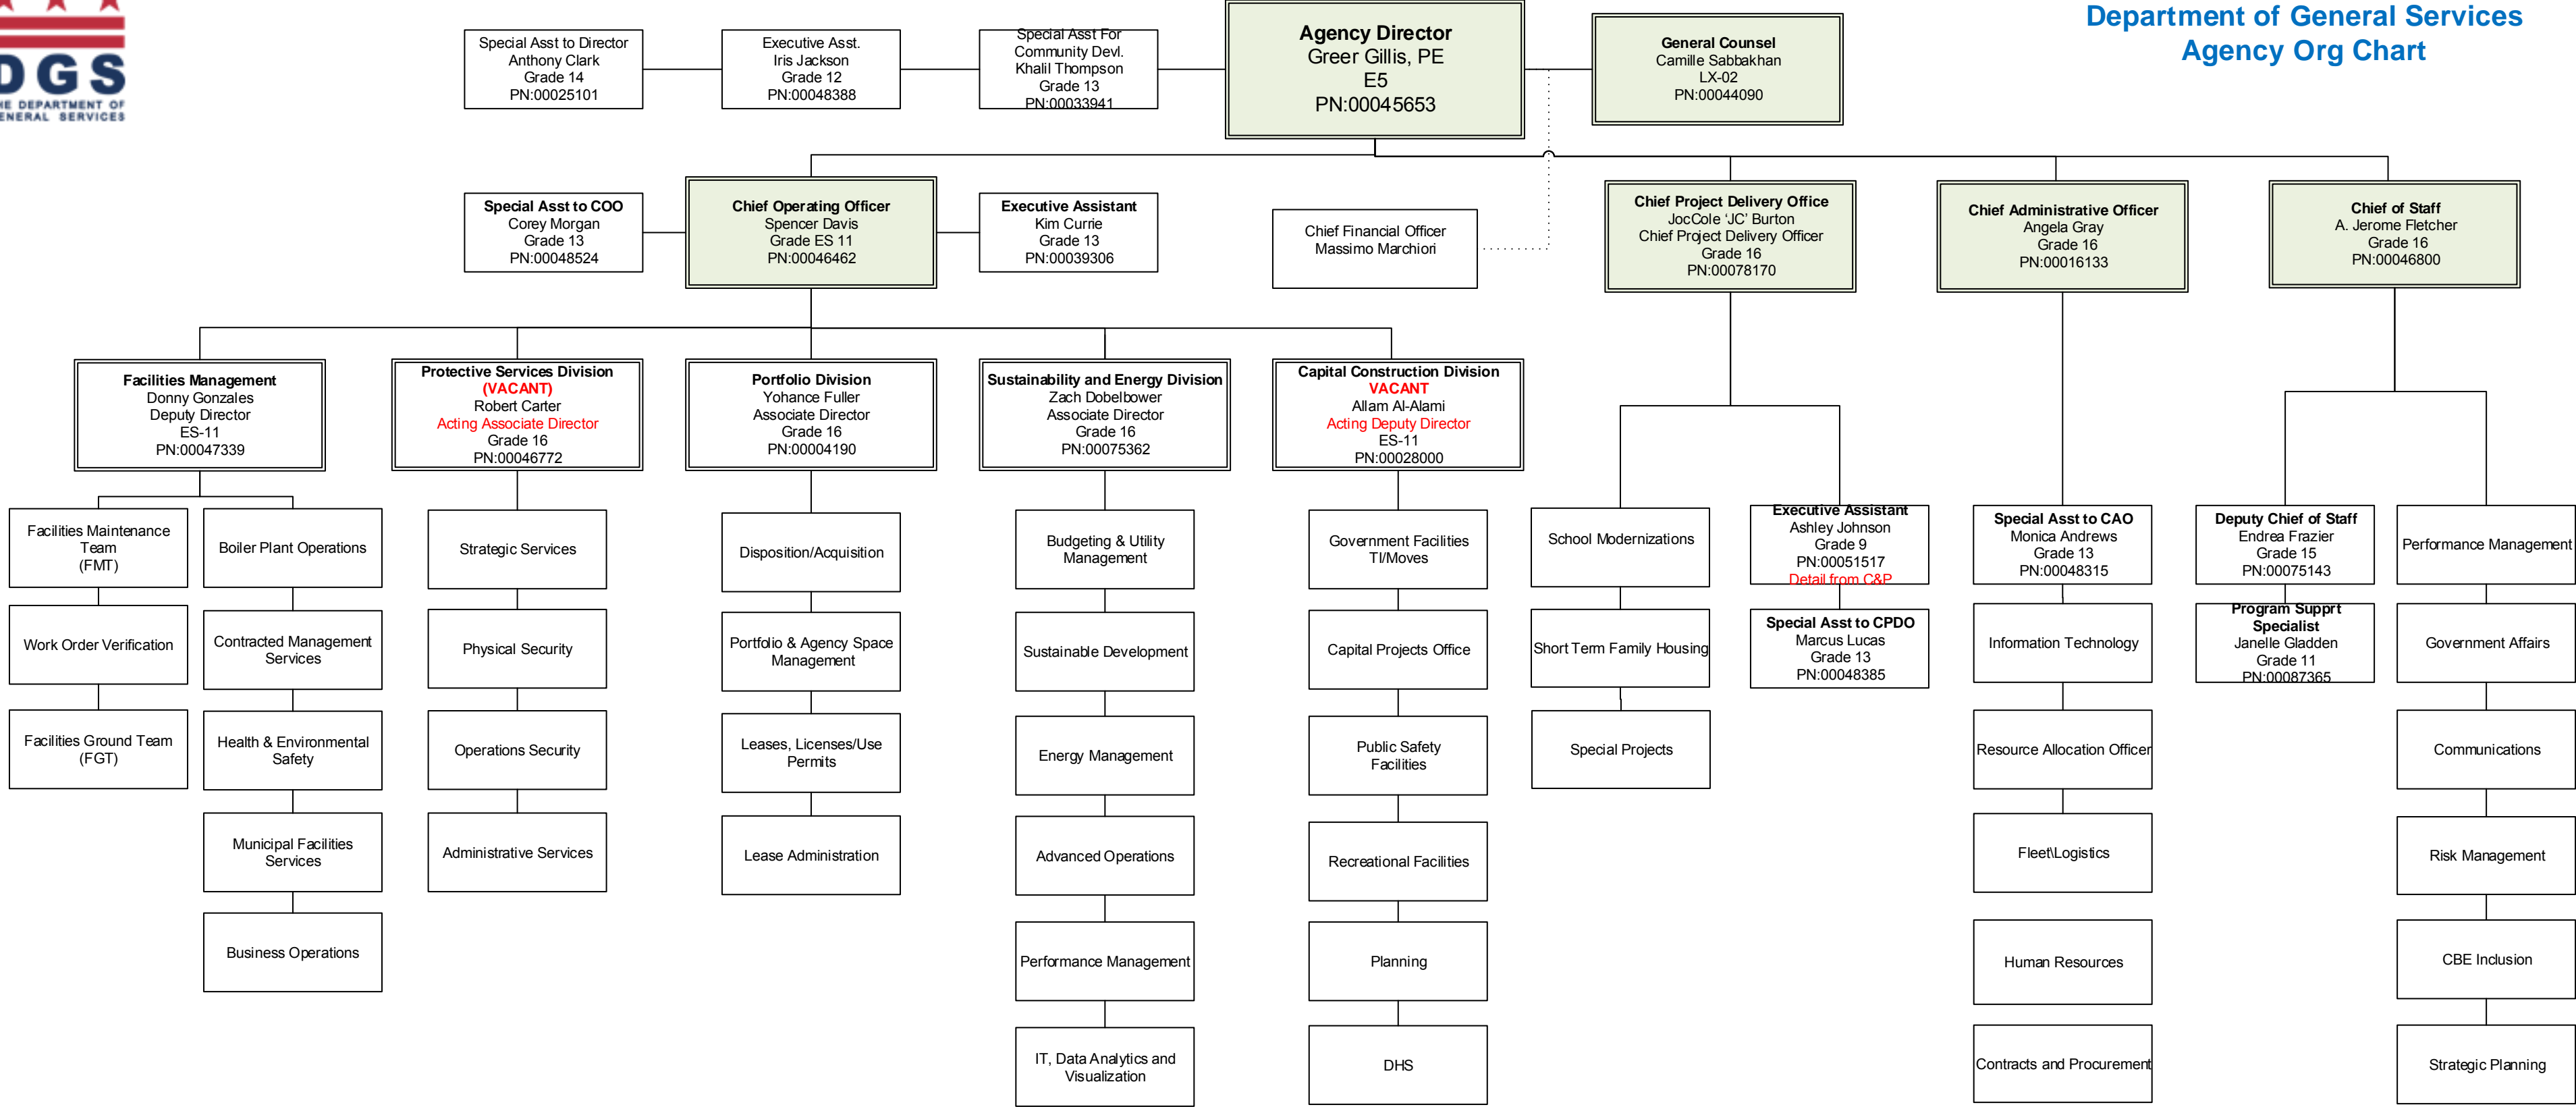 DGS
THE DEPARTMENT OF
GENERAL SERVICES
Department of General Services
Agency Org Chart
Special Asst to Director
Anthony Clark
Grade 14
PN:00025101
Executive Asst.
Iris Jackson
Grade 12
PN:00048388
Special Asst For
Community Devl.
Khalil Thompson
Grade 13
PN:00033941
Agency Director
Greer Gillis, PE
E5
PN:00045653
General Counsel
Camille Sabbakhan
LX-02
PN:00044090
Special Asst to COO
Corey Morgan
Grade 13
PN:00048524
Chief Operating Officer
Spencer Davis
Grade ES 11
PN:00046462
Executive Assistant
Kim Currie
Grade 13
PN:00039306
Chief Financial Officer
Massimo Marchiori
Chief Project Delivery Office
JocCole ‘JC’ Burton
Chief Project Delivery Officer
Grade 16
PN:00078170
Chief Administrative Officer
Angela Gray
Grade 16
PN:00016133
Chief of Staff
A. Jerome Fletcher
Grade 16
PN:00046800
Facilities Management
Donny Gonzales
Deputy Director
ES-11
PN:00047339
Protective Services Division
(VACANT)
Robert Carter
Acting Associate Director
Grade 16
PN:00046772
Portfolio Division
Yohance Fuller
Associate Director
Grade 16
PN:00004190
Sustainability and Energy Division
Zach Dobelbower
Associate Director
Grade 16
PN:00075362
Capital Construction Division
VACANT
Allam Al-Alami
Acting Deputy Director
ES-11
PN:00028000
Facilities Maintenance
Team
(FMT)
Work Order Verification
Facilities Ground Team
(FGT)
Boiler Plant Operations
Contracted Management
Services
Health & Environmental
Safety
Municipal Facilities
Services
Business Operations
Strategic Services
Physical Security
Operations Security
Administrative Services
Disposition/Acquisition
Portfolio & Agency Space
Management
Leases, Licenses/Use
Permits
Lease Administration
Budgeting & Utility
Management
Sustainable Development
Energy Management
Advanced Operations
Performance Management
IT, Data Analytics and
Visualization
Government Facilities
TI/Moves
Capital Projects Office
Public Safety
Facilities
Recreational Facilities
Planning
DHS
School Modernizations
Short Term Family Housing
Special Projects
Executive Assistant
Ashley Johnson
Grade 9
PN:00051517
Detail from C&P
Special Asst to CPDO
Marcus Lucas
Grade 13
PN:00048385
Special Asst to CAO
Monica Andrews
Grade 13
PN:00048315
Information Technology
Resource Allocation Officer
Fleet\Logistics
Human Resources
Contracts and Procurement
Deputy Chief of Staff
Endrea Frazier
Grade 15
PN:00075143
Program Supprt
Specialist
Janelle Gladden
Grade 11
PN:00087365
Performance Management
Government Affairs
Communications
Risk Management
CBE Inclusion
Strategic Planning